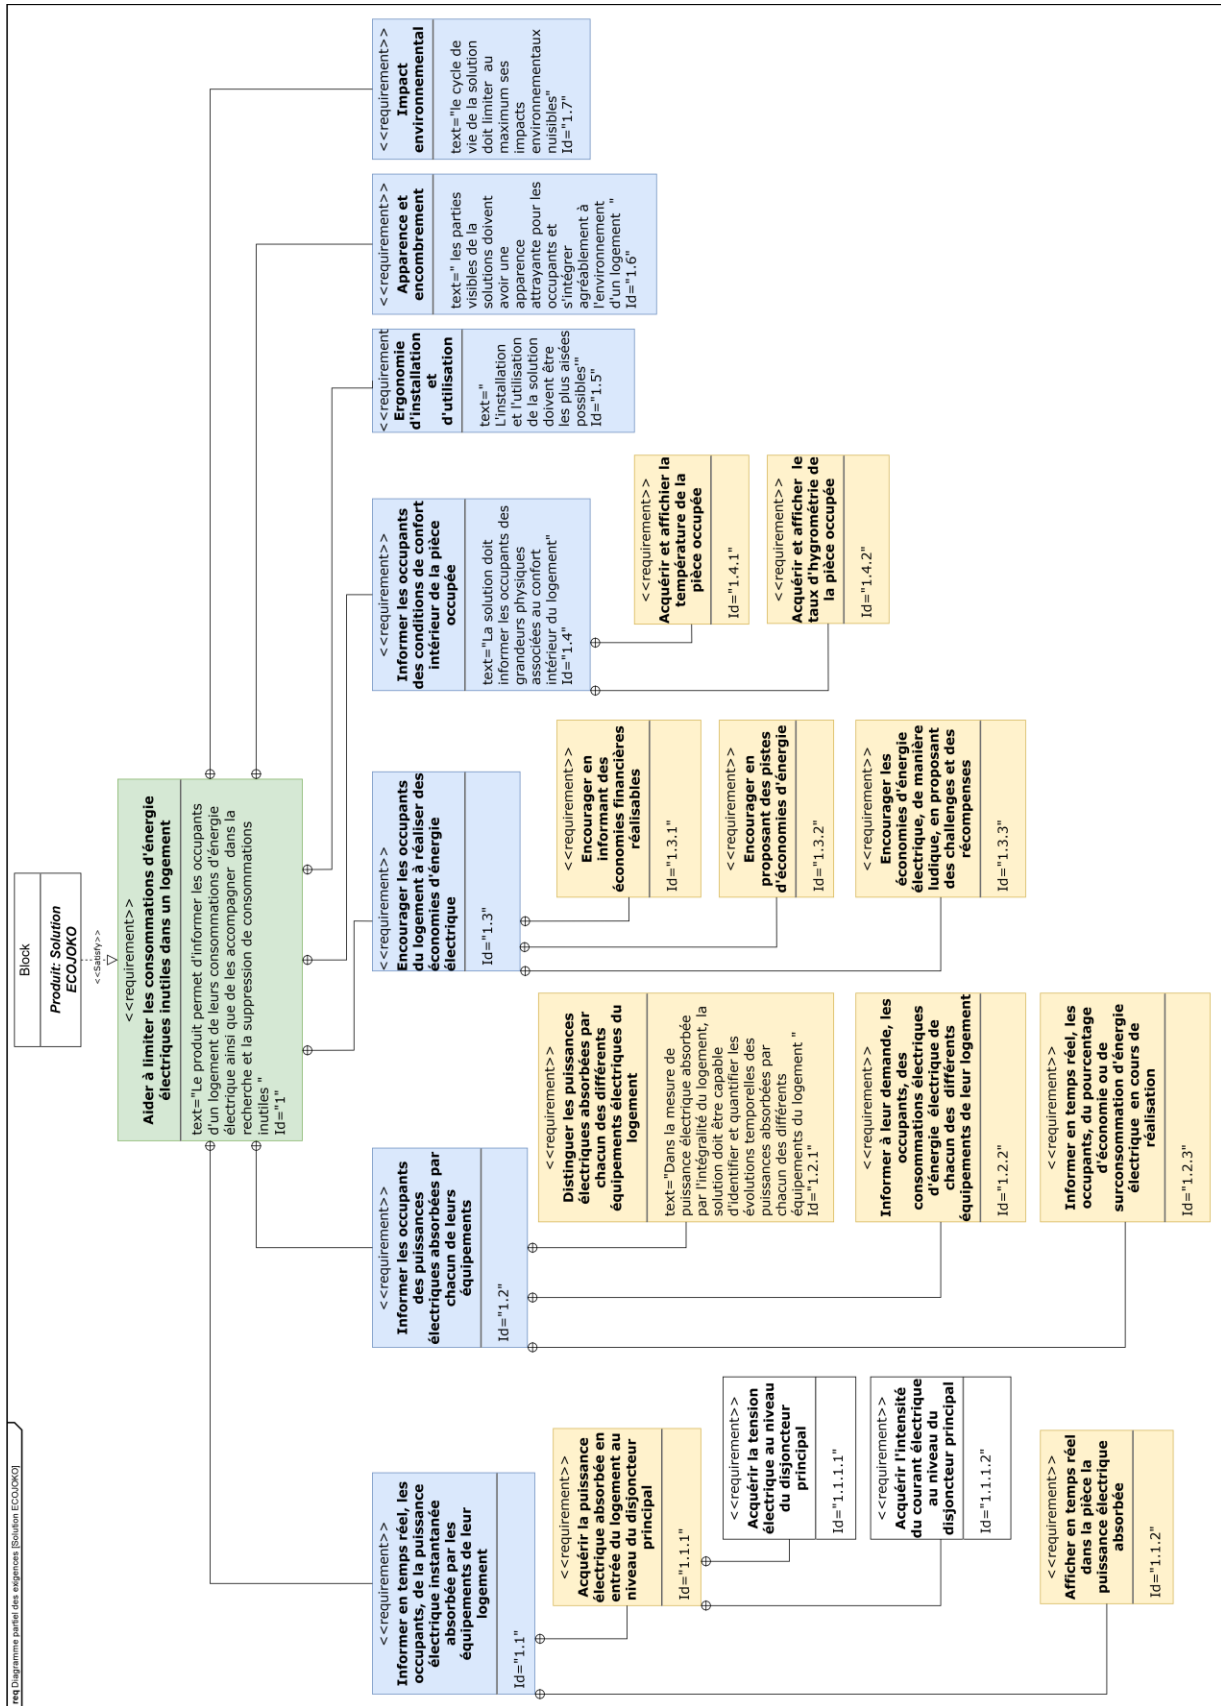 req Diagramme partiel des exigences [Solution ECOJOKO]
Block
Produit: Solution
ECOJOKO
<<Satisfy>>
<<requirement>>
Aider à limiter les consommations d'énergie
électriques inutiles dans un logement
text="Le produit permet d'informer les occupants
d'un logement de leurs consommations d'énergie
électrique ainsi que de les accompagner dans la
recherche et la suppression de consommations
inutiles "
Id="1"
<<requirement>>
Informer en temps réel, les
occupants, de la puissance
électrique instantanée
absorbée par les
équipements de leur
logement
Id="1.1"
<<requirement>>
Acquérir la puissance
électrique absorbée en
entrée du logement au
niveau du disjoncteur
principal
Id="1.1.1"
<<requirement>>
Acquérir la tension
électrique au niveau
du disjoncteur
principal
Id="1.1.1.1"
<<requirement>>
Acquérir l'intensité
du courant électrique
au niveau du
disjoncteur principal
Id="1.1.1.2"
<<requirement>>
Afficher en temps réel
dans la pièce la
puissance électrique
absorbée
Id="1.1.2"
<<requirement>>
Informer les occupants
des puissances
électriques absorbées par
chacun de leurs
équipements
Id="1.2"
<<requirement>>
Distinguer les puissances
électriques absorbées par
chacun des différents
équipements électriques du
logement
text="Dans la mesure de
puissance électrique absorbée
par l'intégralité du logement, la
solution doit être capable
d'identifier et quantifier les
évolutions temporelles des
puissances absorbées par
chacun des différents
équipements du logement "
Id="1.2.1"
<<requirement>>
Informer à leur demande, les
occupants, des
consommations électriques
d'énergie électrique de
chacun des différents
équipements de leur logement
Id="1.2.2"
<<requirement>>
Informer en temps réel, les
occupants, du pourcentage
d'économie ou de
surconsommation d'énergie
électrique en cours de
réalisation
Id="1.2.3"
<<requirement>>
Encourager les occupants
du logement à réaliser des
économies d'énergie
électrique
Id="1.3"
<<requirement>>
Encourager en
informant des
économies financières
réalisables
Id="1.3.1"
<<requirement>>
Encourager en
proposant des pistes
d'économies d'énergie
Id="1.3.2"
<<requirement>>
Encourager les
économies d'énergie
électrique, de manière
ludique, en proposant
des challenges et des
récompenses
Id="1.3.3"
<<requirement>>
Informer les occupants
des conditions de confort
intérieur de la pièce
occupée
text="La solution doit
informer les occupants des
grandeurs physiques
associées au confort
intérieur du logement"
Id="1.4"
<<requirement>>
Acquérir et affichier la
température de la
pièce occupée
Id="1.4.1"
<<requirement>>
Acquérir et afficher le
taux d'hygrométrie de
la pièce occupée
Id="1.4.2"
<<requirement
Ergonomie
d'installation
et
d'utilisation
text="
L'installation
et l'utilisation
de la solution
doivent être
les plus aisées
possibles'"
Id="1.5"
<<requirement>>
Apparence et
encombrement
text=" les parties
visibles de la
solutions doivent
avoir une
apparence
attrayante pour les
occupants et
s'intégrer
agréablement à
l'environnement
d'un logement "
Id="1.6"
<<requirement>>
Impact
environnemental
text="le cycle de
vie de la solution
doit limiter au
maximum ses
impacts
environnementaux
nuisibles"
Id="1.7"